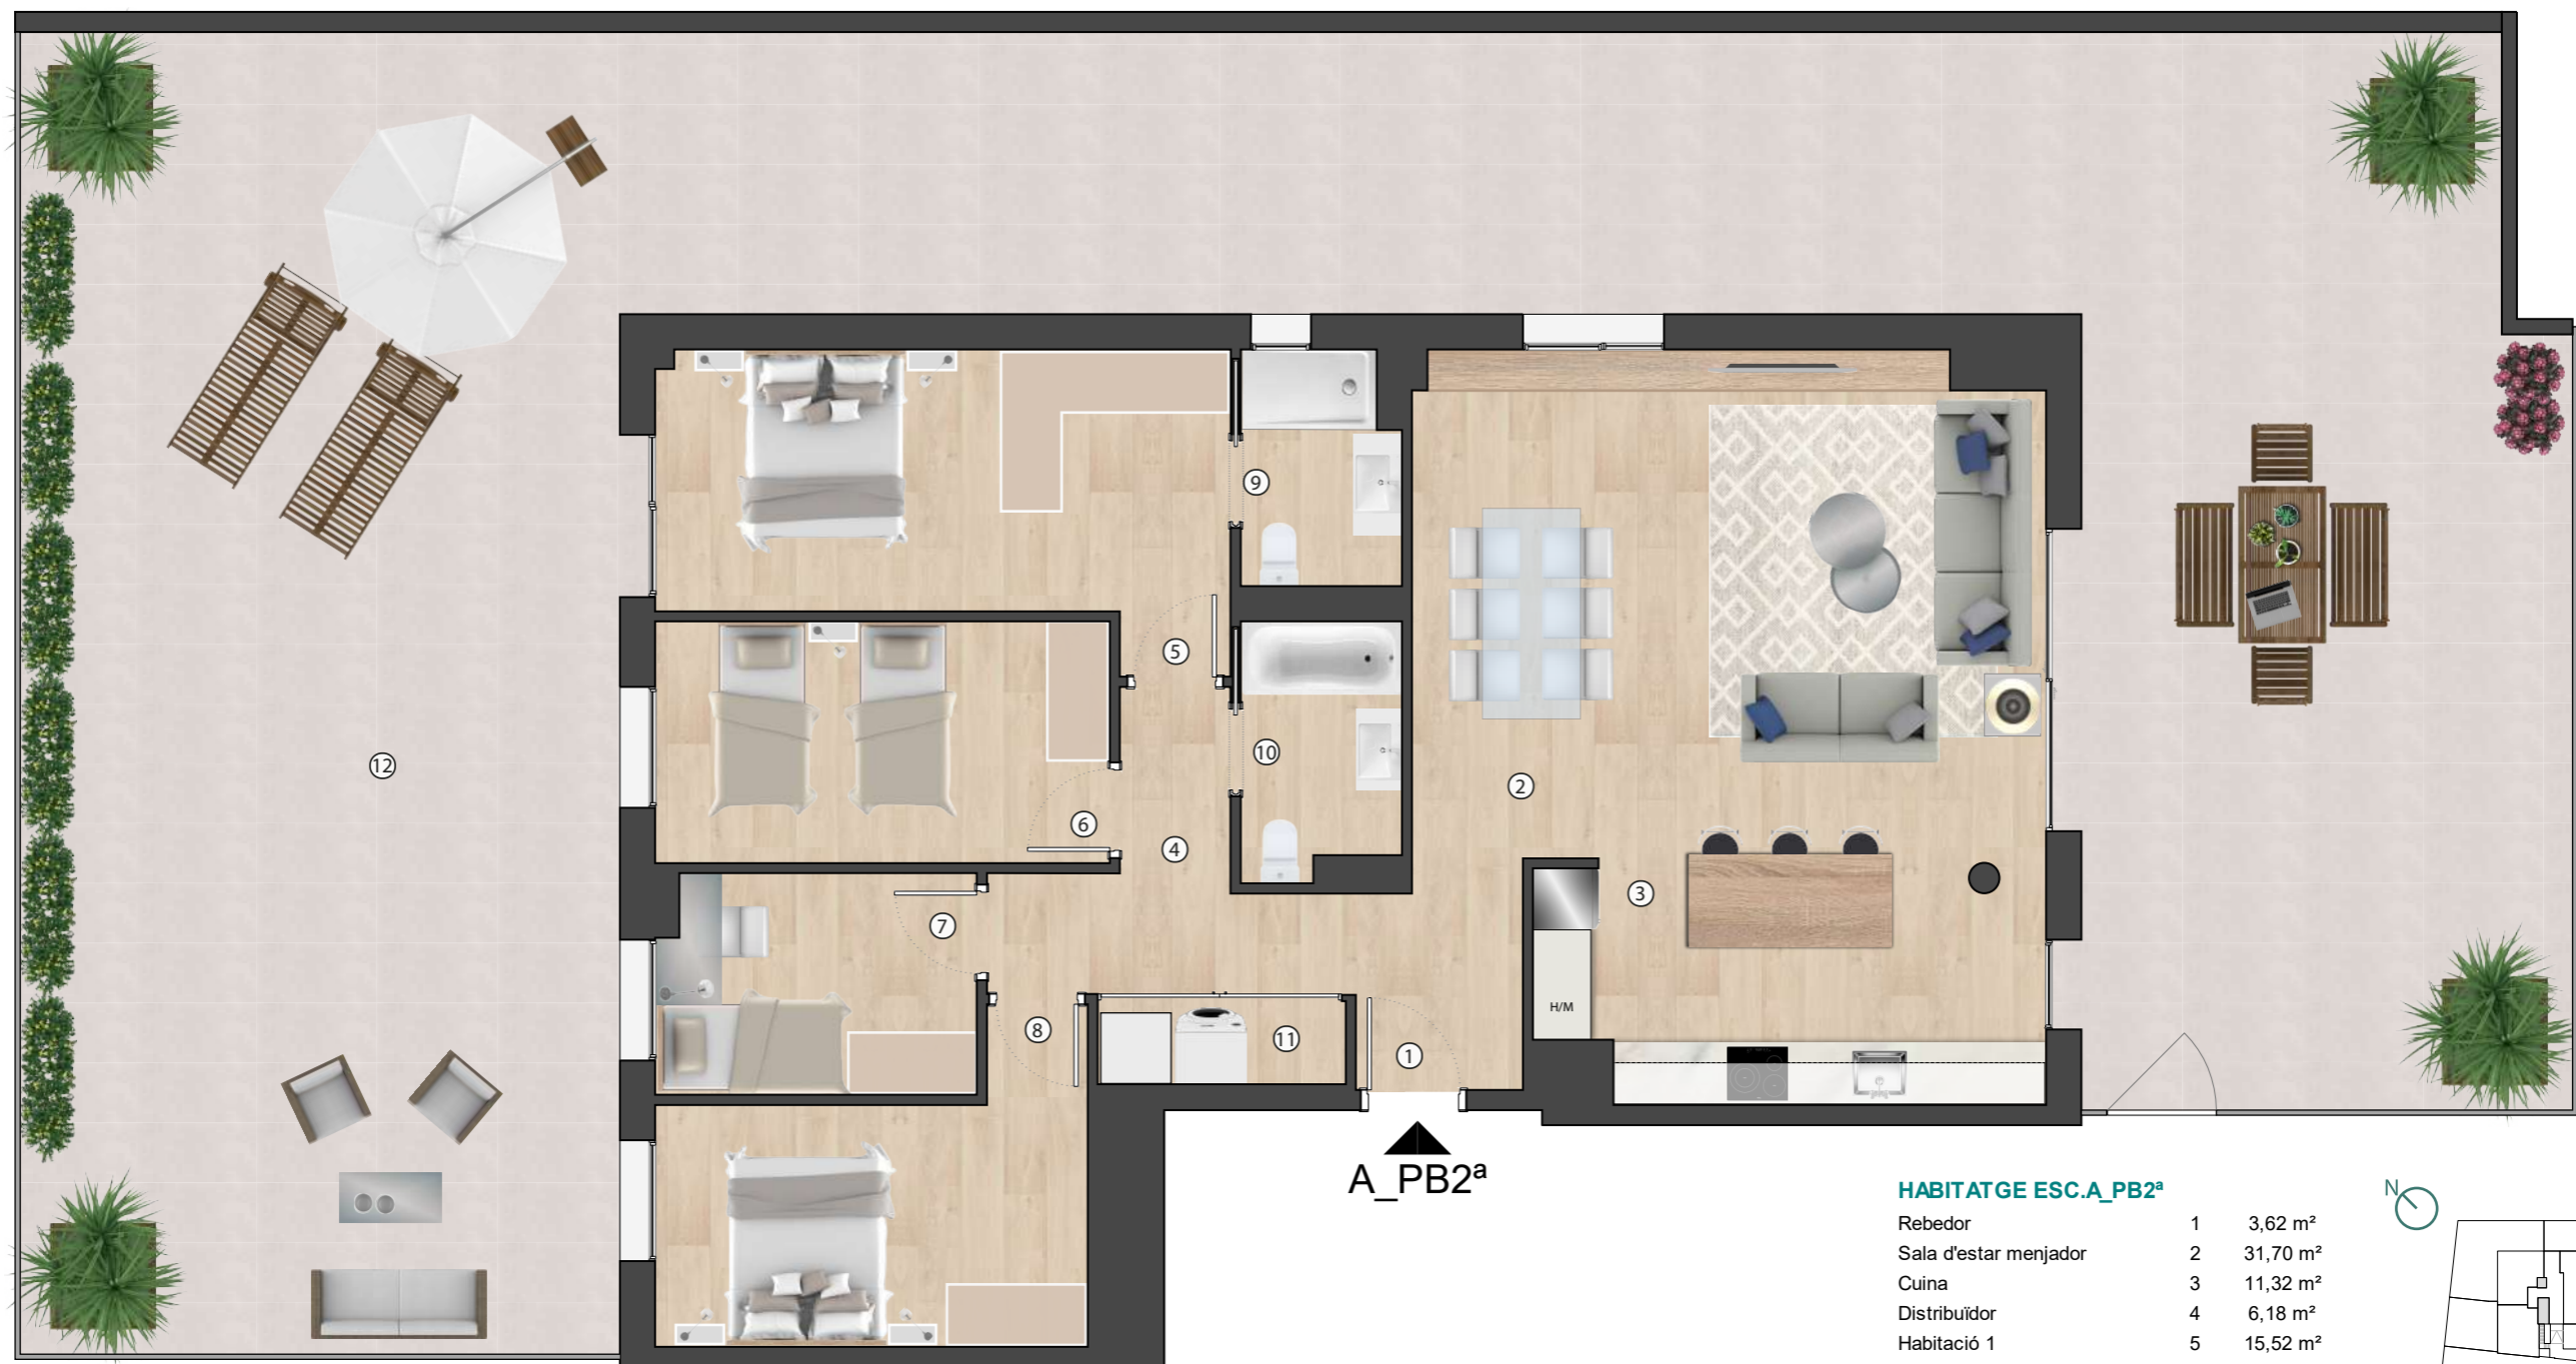 9
5
10
12
2
6
4
3
7
H/M
8
11
1
A_PB2ª
HABITATGE ESC.A_PB2ª
N
Rebedor 1 3,62 m²
Sala d'estar menjador 2 31,70 m²
Cuina 3 11,32 m²
Distribuïdor 4 6,18 m²
Habitació 1 5 15,52 m²